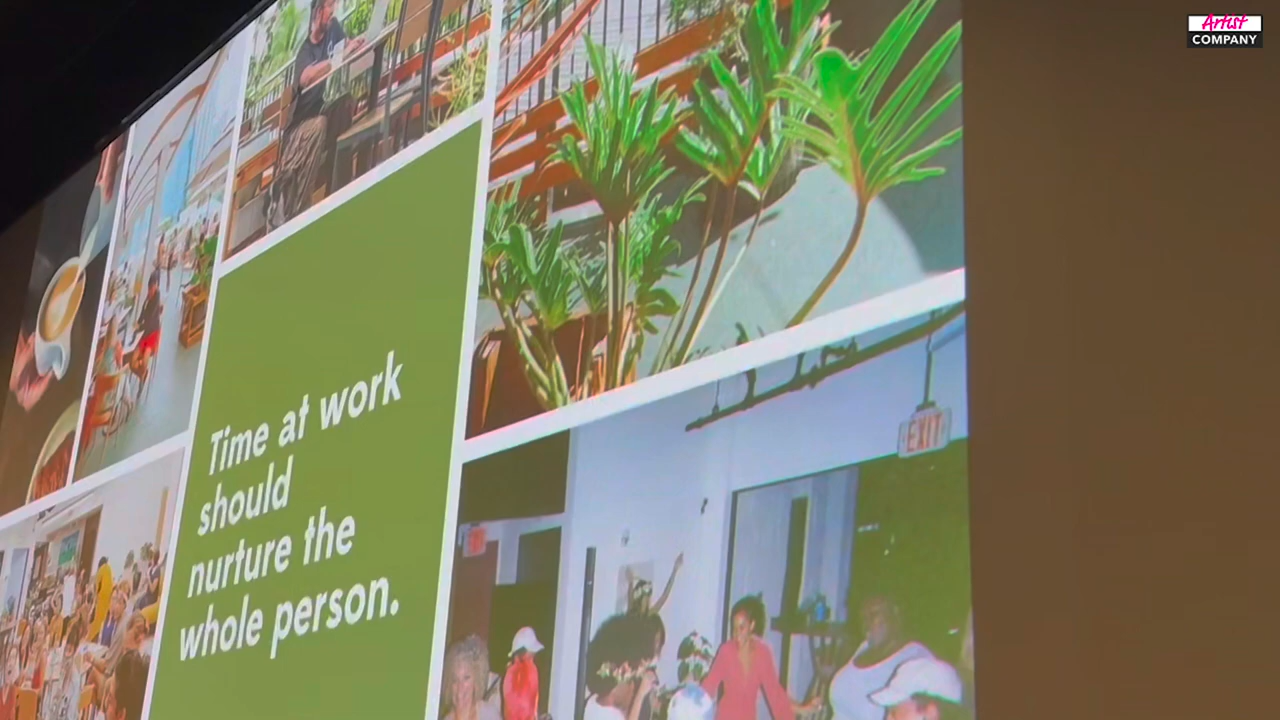 Artist
COMPANY
EXIT
Time at work
should
nurture the
whole person.